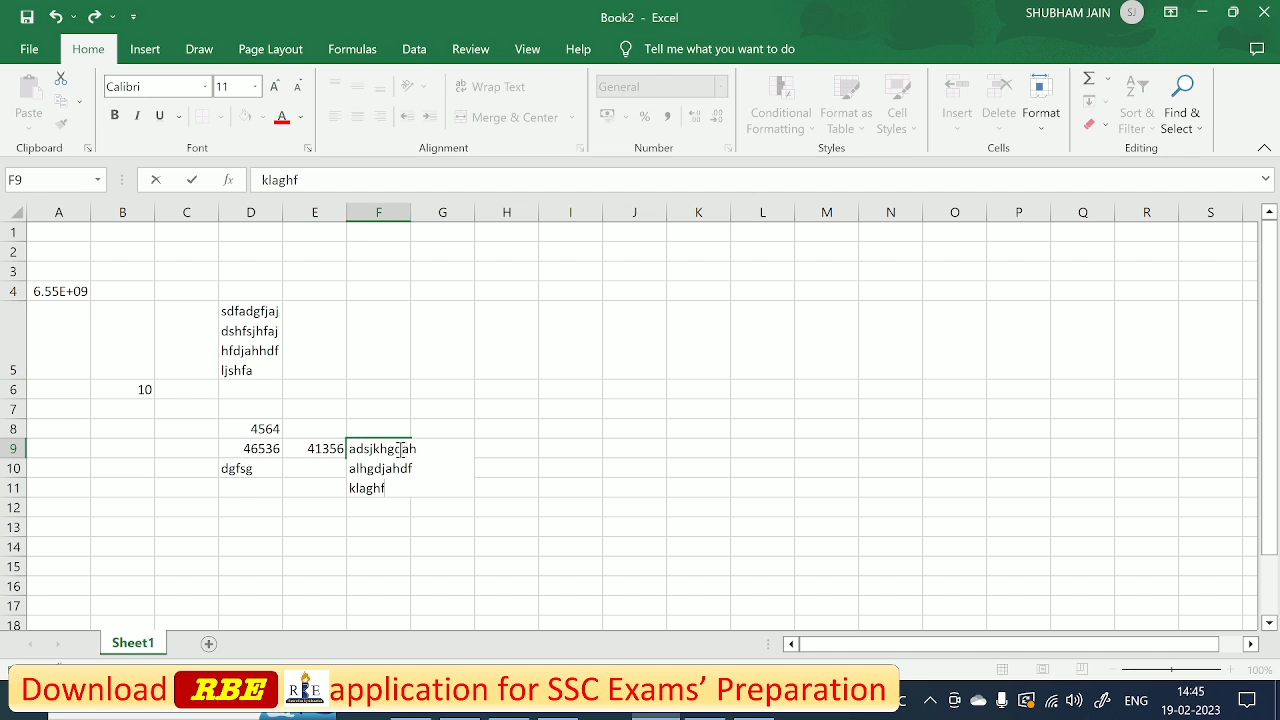 Book2 - Excel
SHUBHAM JAIN SJ
File Home Insert Draw Page Layout Formulas Data Review View Help Tell me what you want to do
Paste
Clipboard
Calibri 11
B I U
Font
Wrap Text
Merge & Center
Alignment
General
Number
Conditional Formatting
Format as Table
Cell Styles
Styles
Insert Delete Format
Cells
Sort & Filter
Find & Select
Editing
F9 fx klaghf
A B C D E F G H I J K L M N O P Q R S
1
2
3
4 6.55E+09
sdfadgfjaj
dshfsjhfaj
hfdjahhdf
5 ljshfa
6 10
7
8 4564
9 46536 41356 adsjkhgdah
10 dgfsg alhgdjahdf
11 klaghf
12
13
14
15
16
17
18
Sheet1
100%
Download RBE RBE application for SSC Exams' Preparation
ENG 14:45
19-02-2023